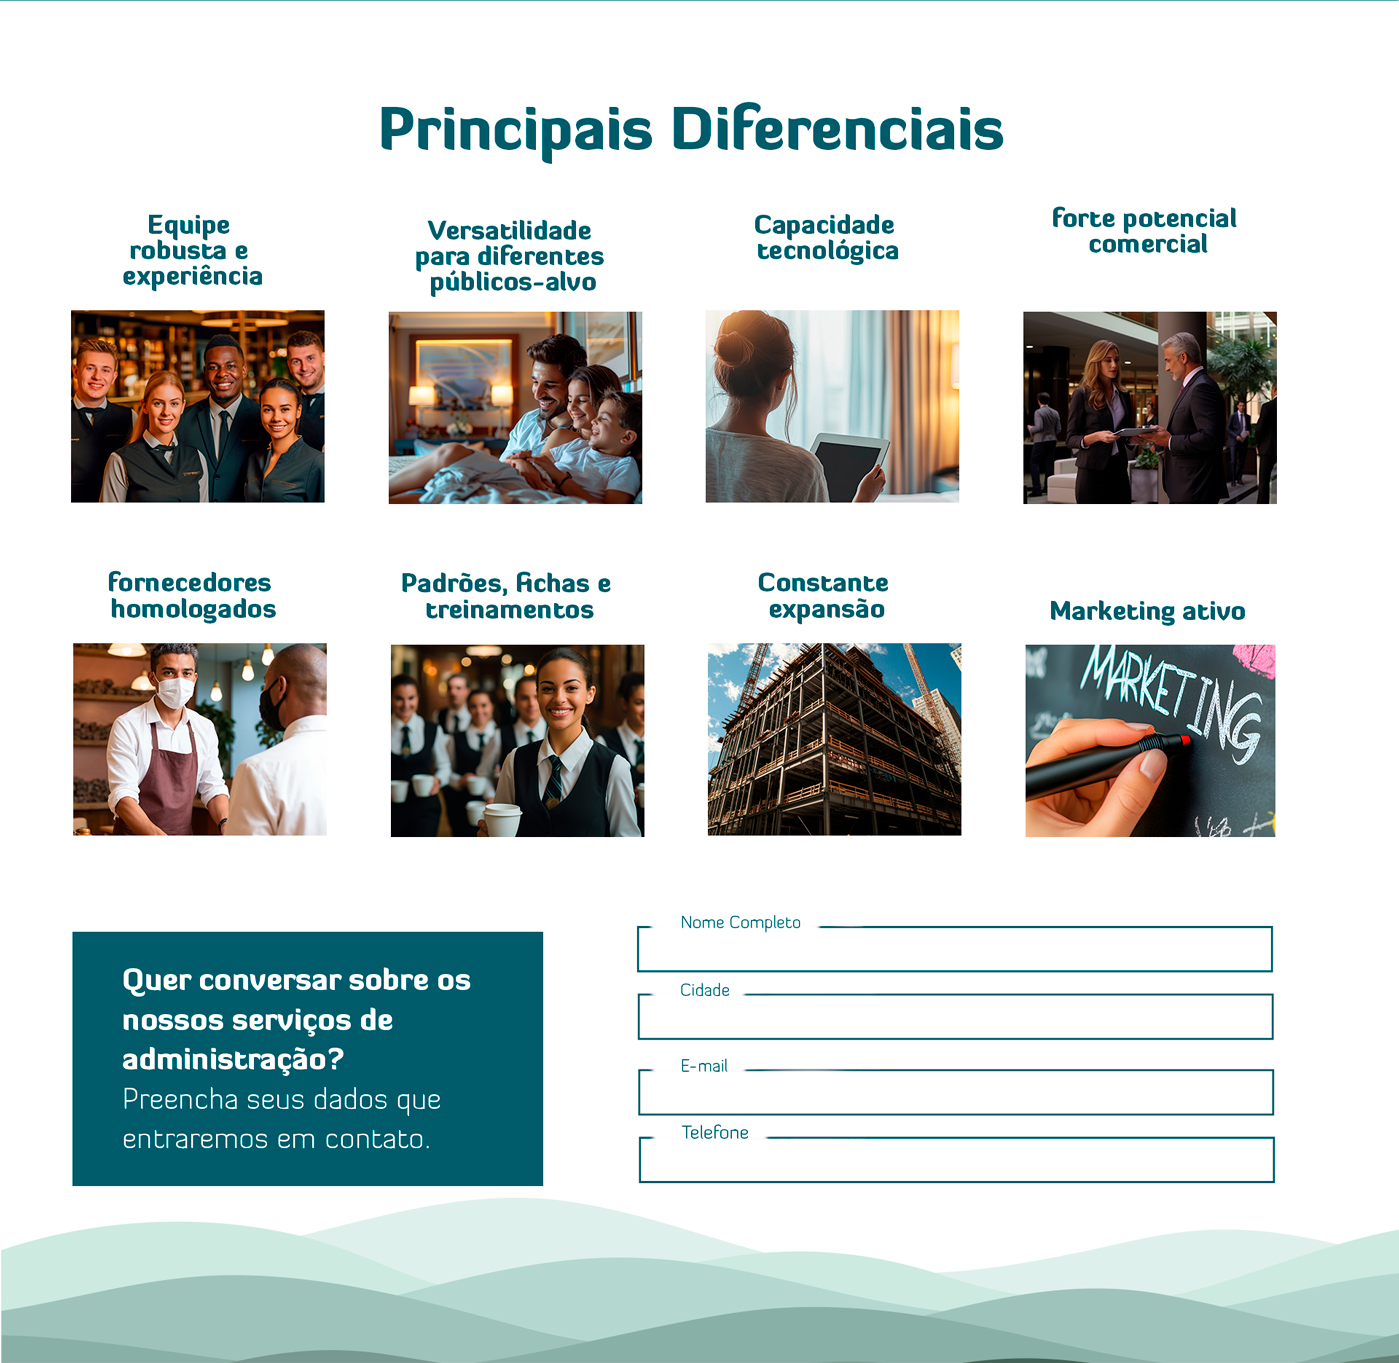 Principais Diferenciais
Equipe
robusta e
experiência
Versatilidade
para diferentes
públicos-alvo
Capacidade
tecnológica
forte potencial
comercial
fornecedores
homologados
Padrões, fichas e
treinamentos
Constante
expansão
Marketing ativo
MARKETING
Quer conversar sobre os
nossos serviços de
administração?
Preencha seus dados que
entraremos em contato.
Nome Completo
Cidade
E-mail
Telefone